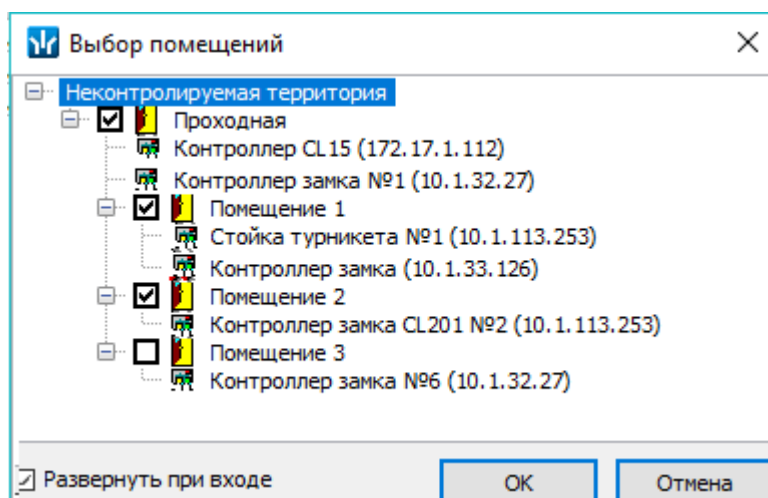 Выбор помещений
Неконтролируемая территория
Проходная
Контроллер CL15 (172.17.1.112)
Контроллер замка №1 (10.1.32.27)
Помещение 1
Стойка турникета №1 (10.1.113.253)
Контроллер замка (10.1.33.126)
Помещение 2
Контроллер замка CL201 №2 (10.1.113.253)
Помещение 3
Контроллер замка №6 (10.1.32.27)
Развернуть при входе
OK
Отмена